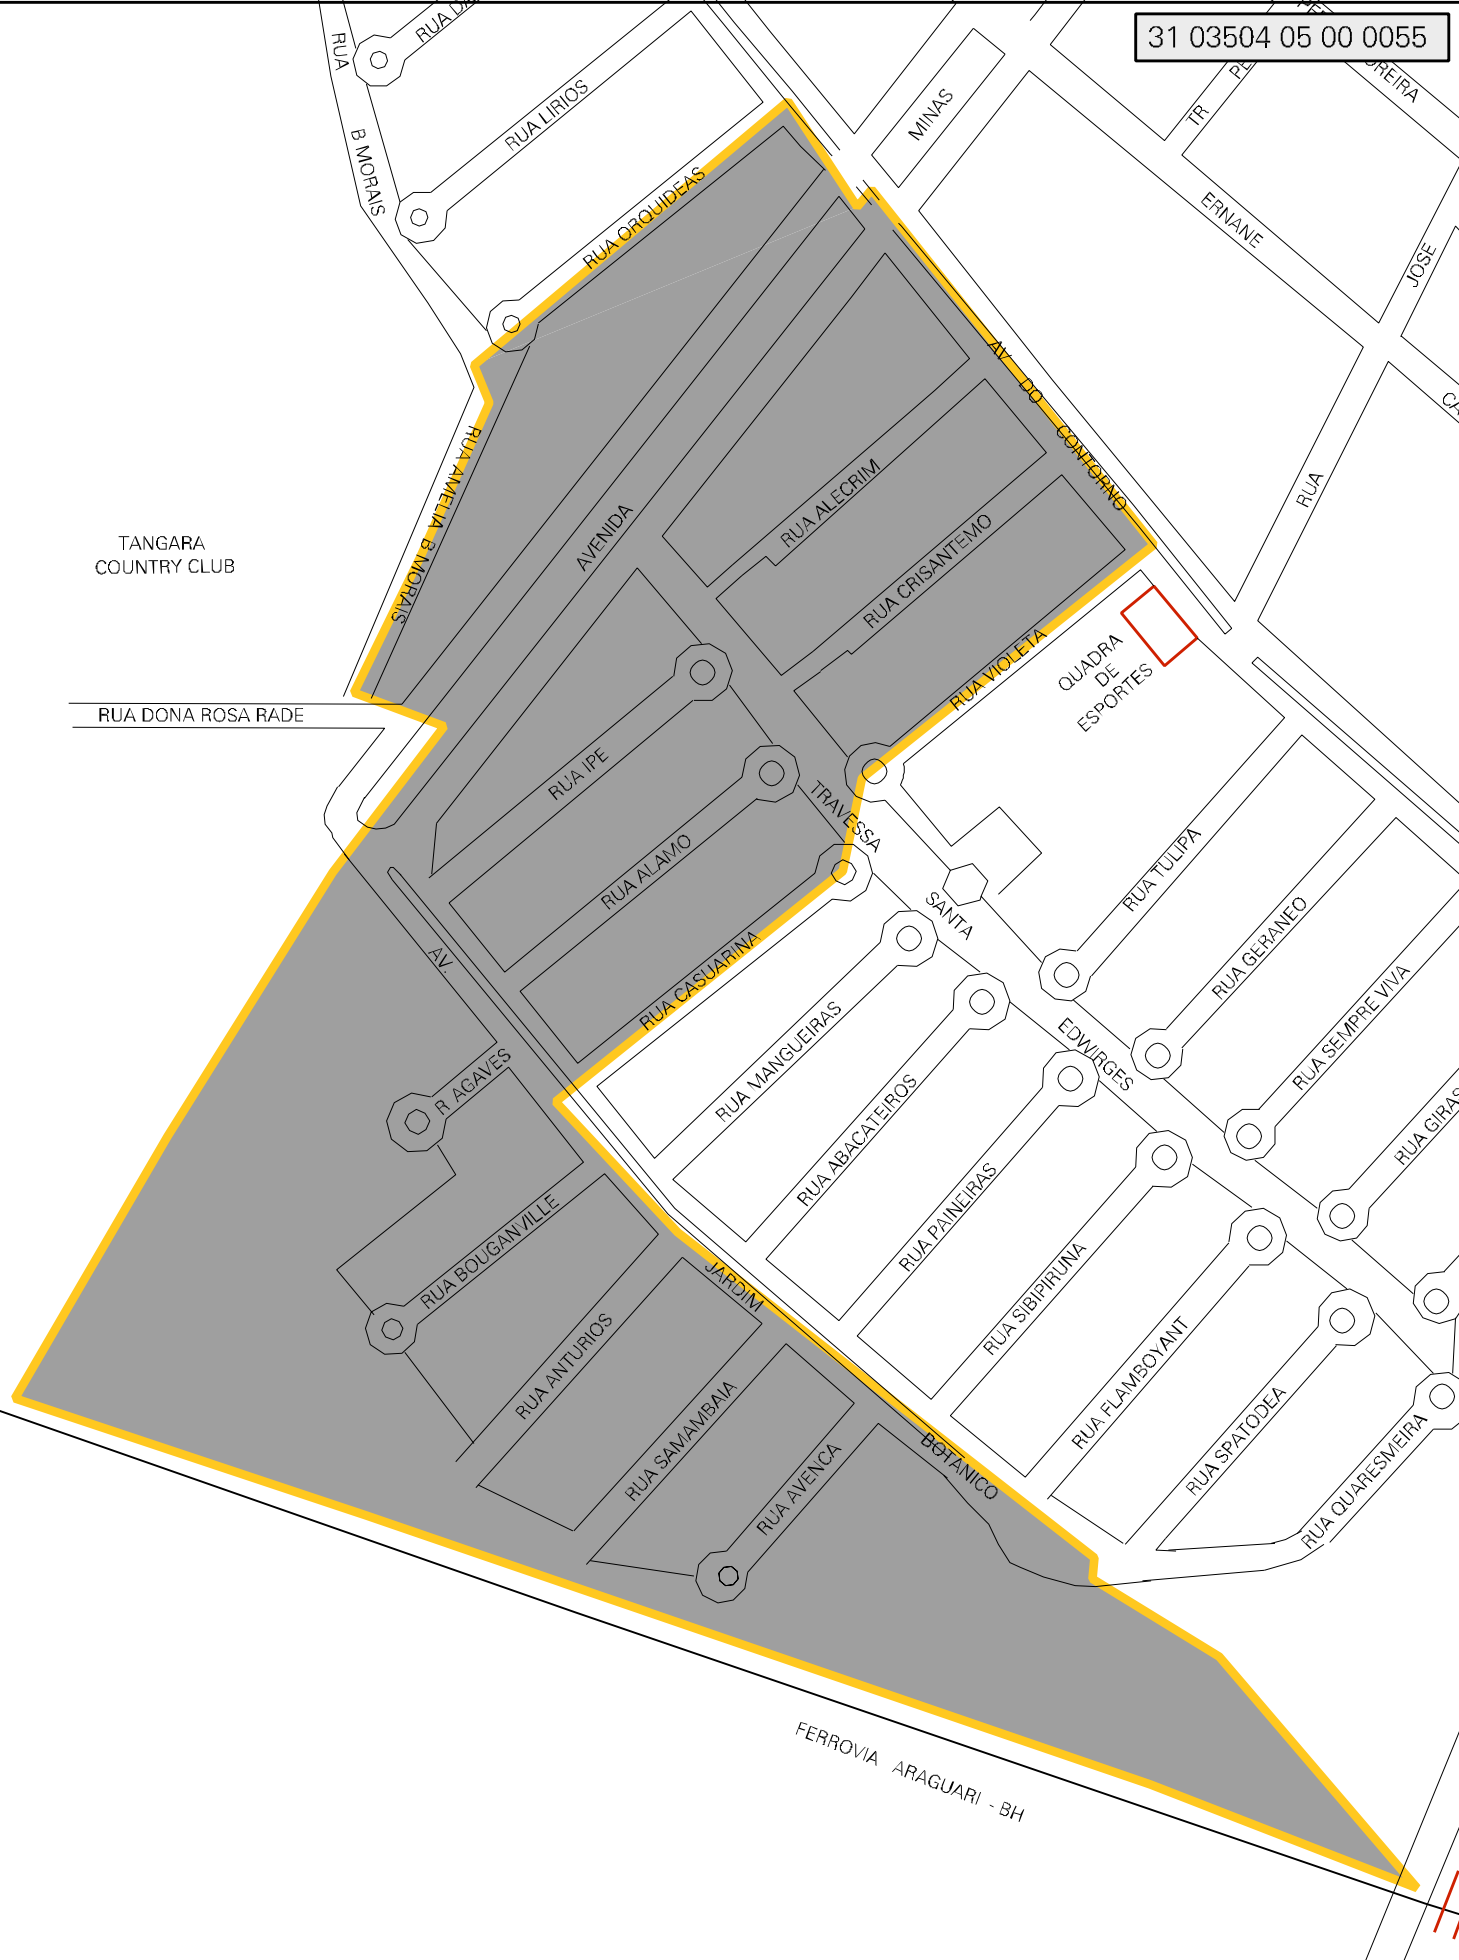 31 03504 05 00 0055
RUA
B MORAIS
RUA LIRIOS
MINAS
TR
MOREIRA
RUA ORQUIDEAS
ERNANE
JOSE
RUA
AV DO CONTORNO
RUA AMELIA B MORAIS
TANGARA
COUNTRY CLUB
AVENIDA
RUA ALECRIM
RUA CRISANTEMO
RUA VIOLETA
QUADRA
DE
ESPORTES
RUA DONA ROSA RADE
RUA IPE
RUA ALAMO
TRAVESSA
SANTA
EDWIRGES
RUA TULIPA
RUA GERANEO
RUA SEMPRE VIVA
RUA GIRAS
RUA CASUARINA
AV.
R AGAVES
RUA MANGUEIRAS
RUA ABACATEIROS
RUA PAINEIRAS
RUA SIBIPIRUNA
RUA FLAMBOYANT
RUA SPATODEA
RUA QUARESMEIRA
RUA BOUGANVILLE
JARDIM
BOTANICO
RUA ANTURIOS
RUA SAMAMBAIA
RUA AVENCA
FERROVIA ARAGUARI - BH